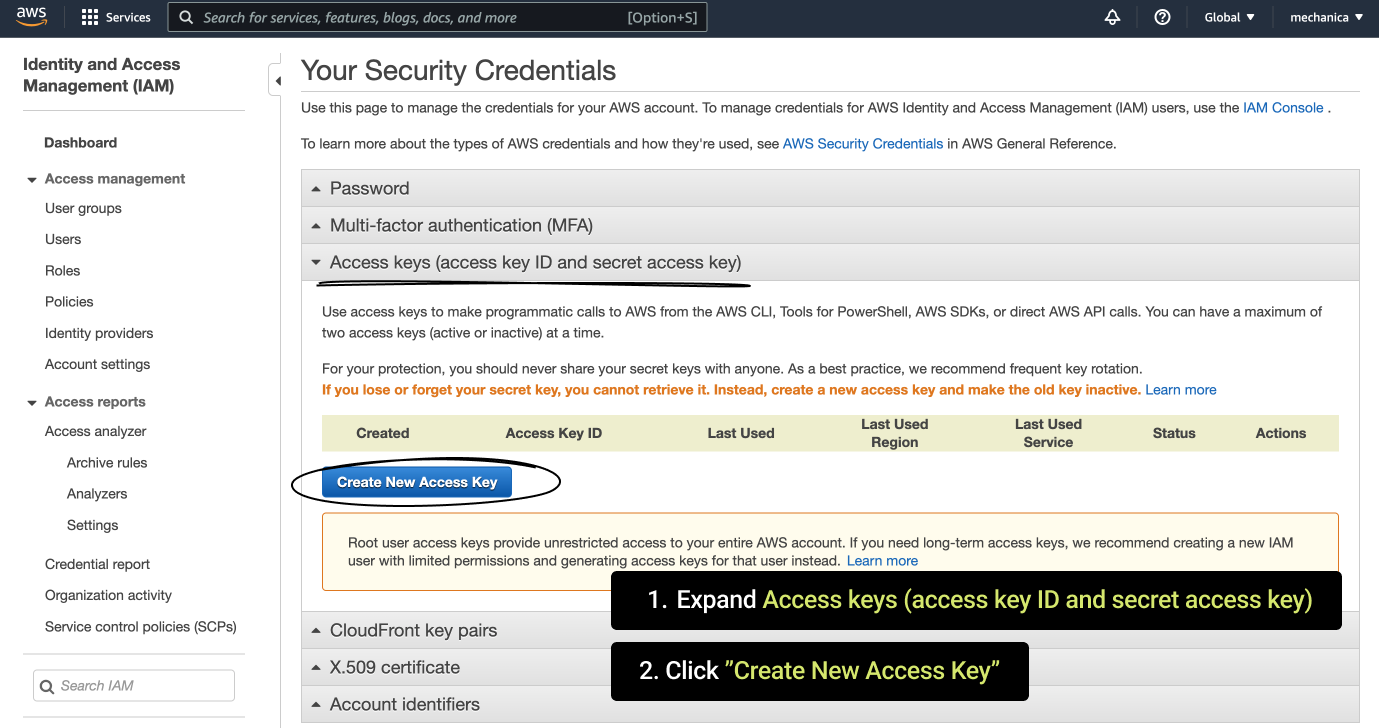 aws
Services
Search for services, features, blogs, docs, and more
[Option+S]
Global
mechanica
Identity and Access
Management (IAM)
Dashboard
Access management
User groups
Users
Roles
Policies
Identity providers
Account settings
Access reports
Access analyzer
Archive rules
Analyzers
Settings
Credential report
Organization activity
Service control policies (SCPs)
Search IAM
Your Security Credentials
Use this page to manage the credentials for your AWS account. To manage credentials for AWS Identity and Access Management (IAM) users, use the IAM Console .
To learn more about the types of AWS credentials and how they're used, see AWS Security Credentials in AWS General Reference.
Password
Multi-factor authentication (MFA)
Access keys (access key ID and secret access key)
Use access keys to make programmatic calls to AWS from the AWS CLI, Tools for PowerShell, AWS SDKs, or direct AWS API calls. You can have a maximum of
two access keys (active or inactive) at a time.
For your protection, you should never share your secret keys with anyone. As a best practice, we recommend frequent key rotation.
If you lose or forget your secret key, you cannot retrieve it. Instead, create a new access key and make the old key inactive. Learn more
Created
Access Key ID
Last Used
Last Used
Region
Last Used
Service
Status
Actions
Create New Access Key
Root user access keys provide unrestricted access to your entire AWS account. If you need long-term access keys, we recommend creating a new IAM
user with limited permissions and generating access keys for that user instead. Learn more
1. Expand Access keys (access key ID and secret access key)
CloudFront key pairs
2. Click ”Create New Access Key”
X.509 certificate
Account identifiers